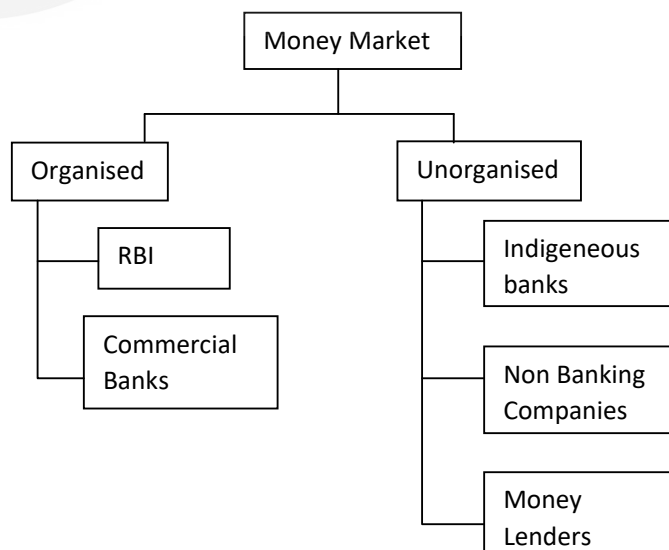 Money Market
Organised
Unorganised
RBI
Indigeneous
banks
Commercial
Banks
Non Banking
Companies
Money
Lenders